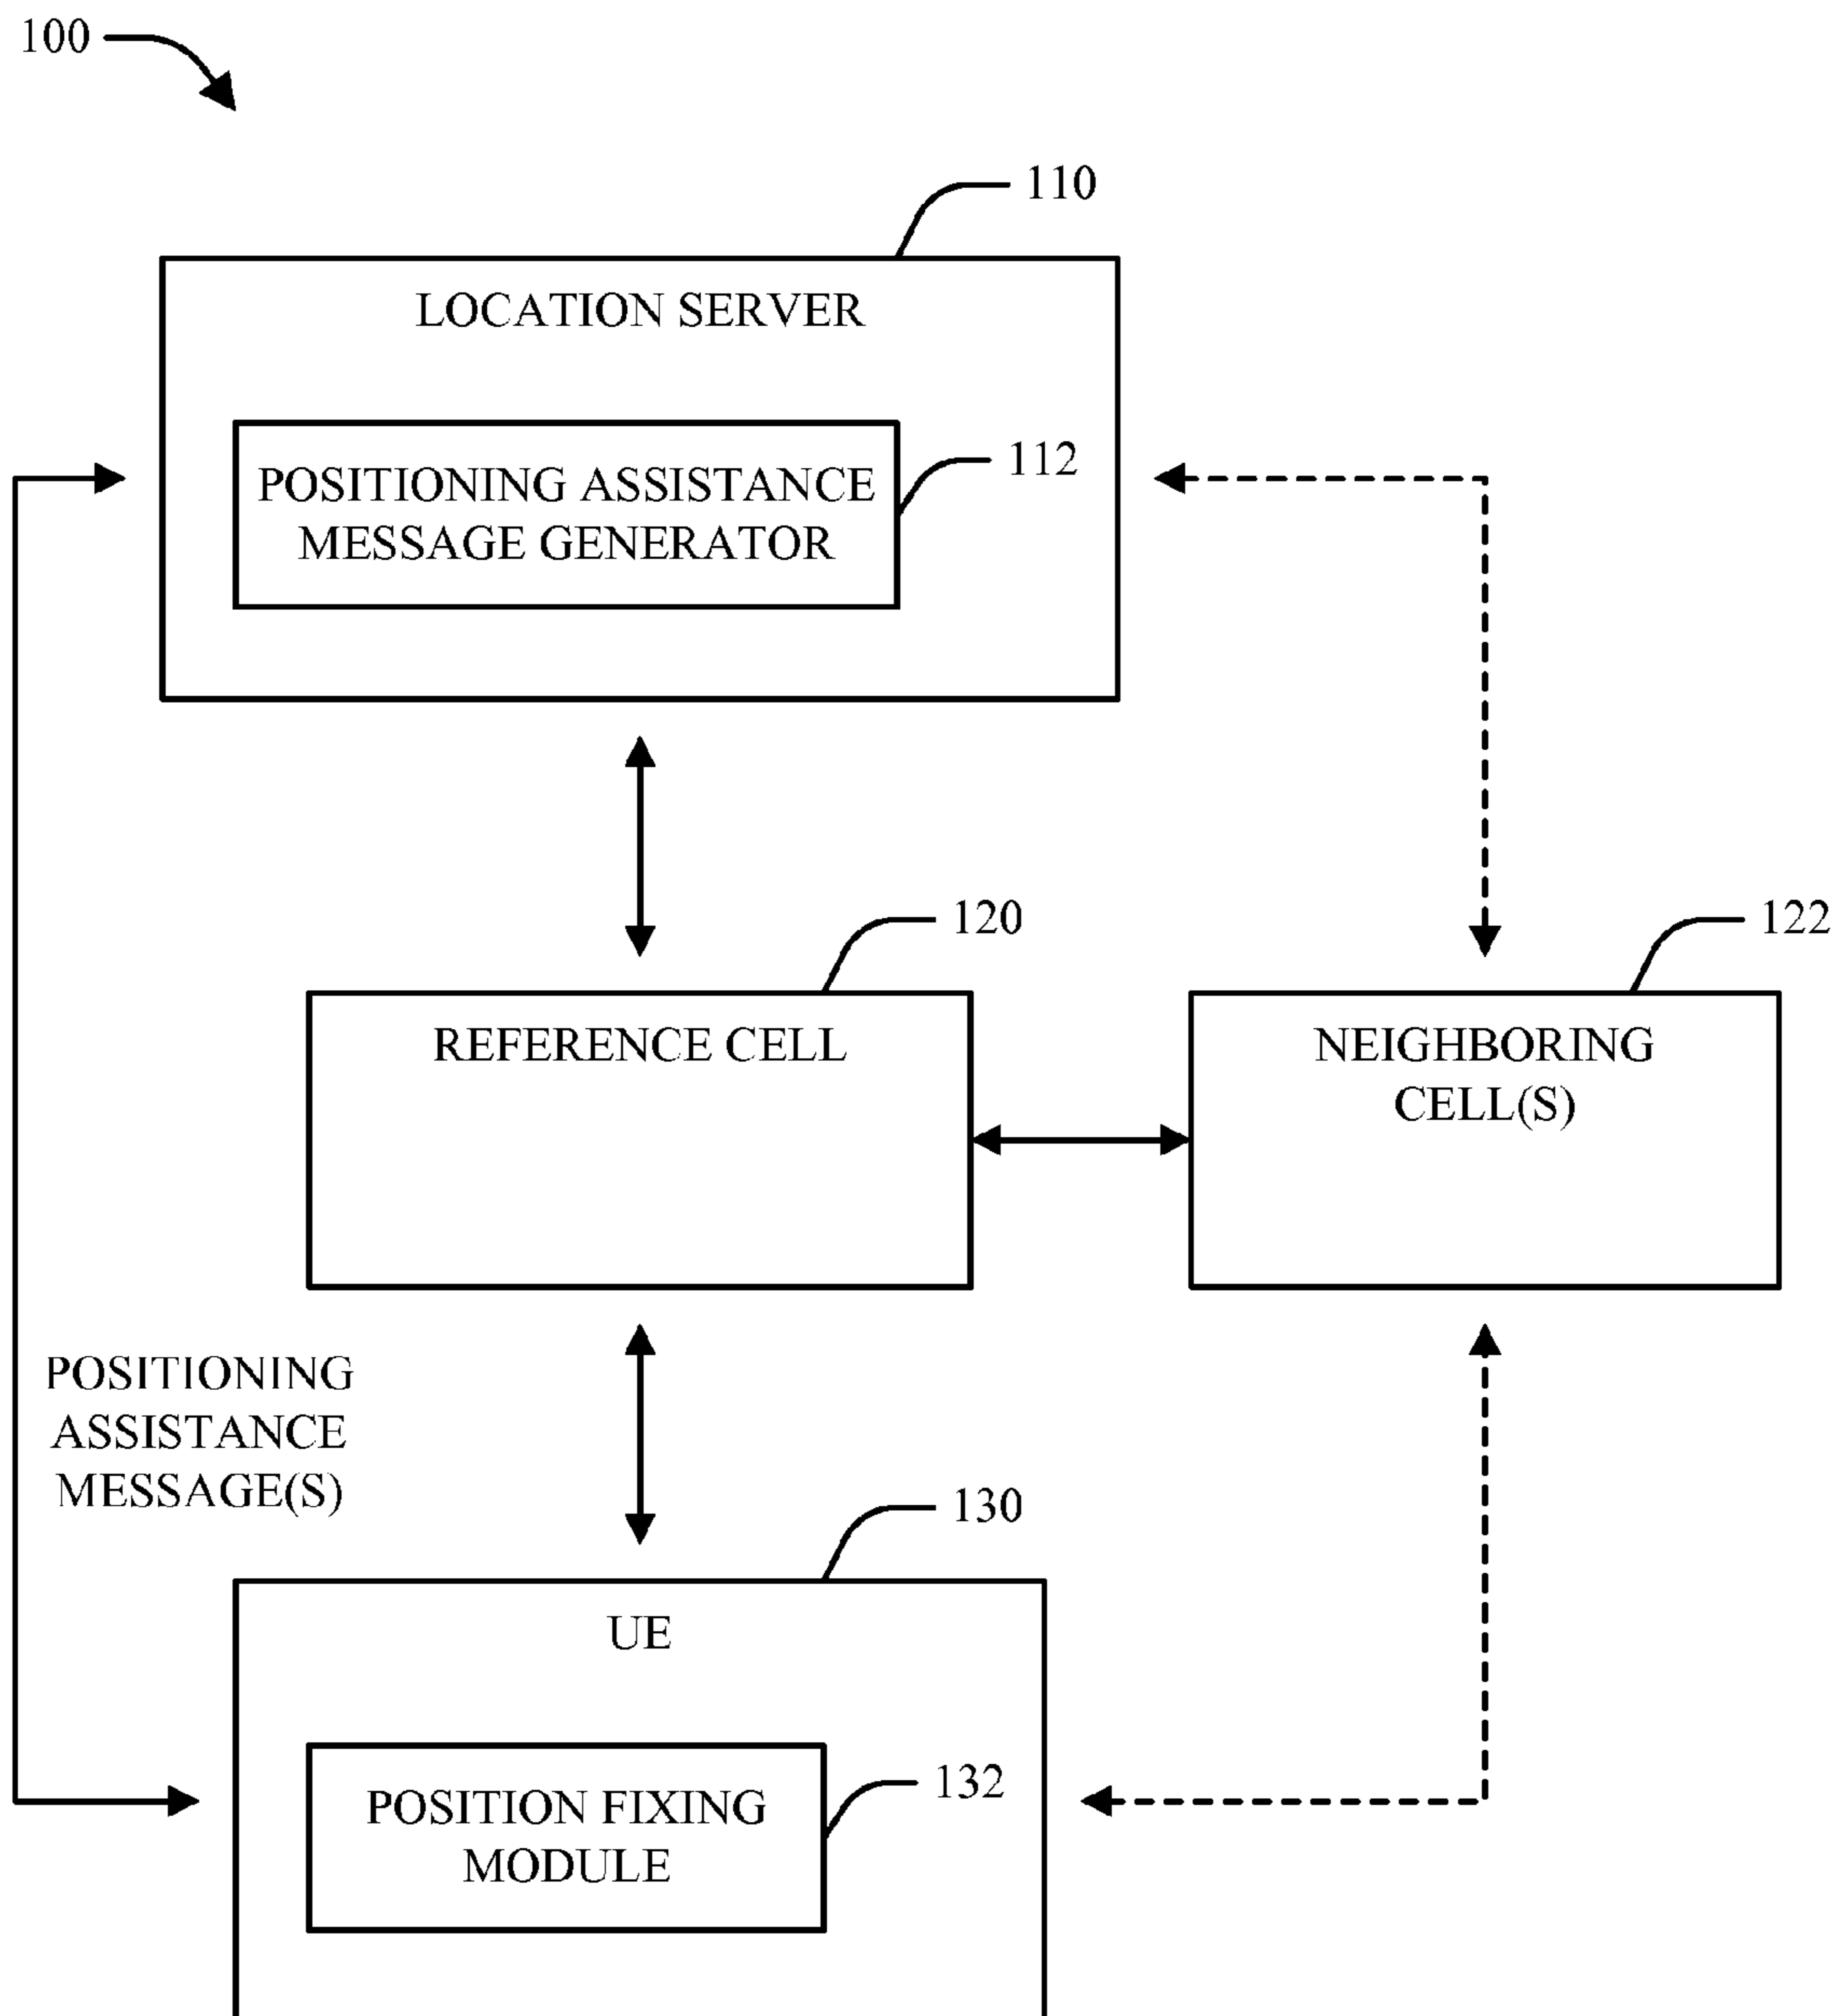 100
110
LOCATION SERVER
POSITIONING ASSISTANCE
MESSAGE GENERATOR
112
120
122
REFERENCE CELL
NEIGHBORING
CELL(S)
POSITIONING
ASSISTANCE
MESSAGE(S)
130
UE
POSITION FIXING
MODULE
132